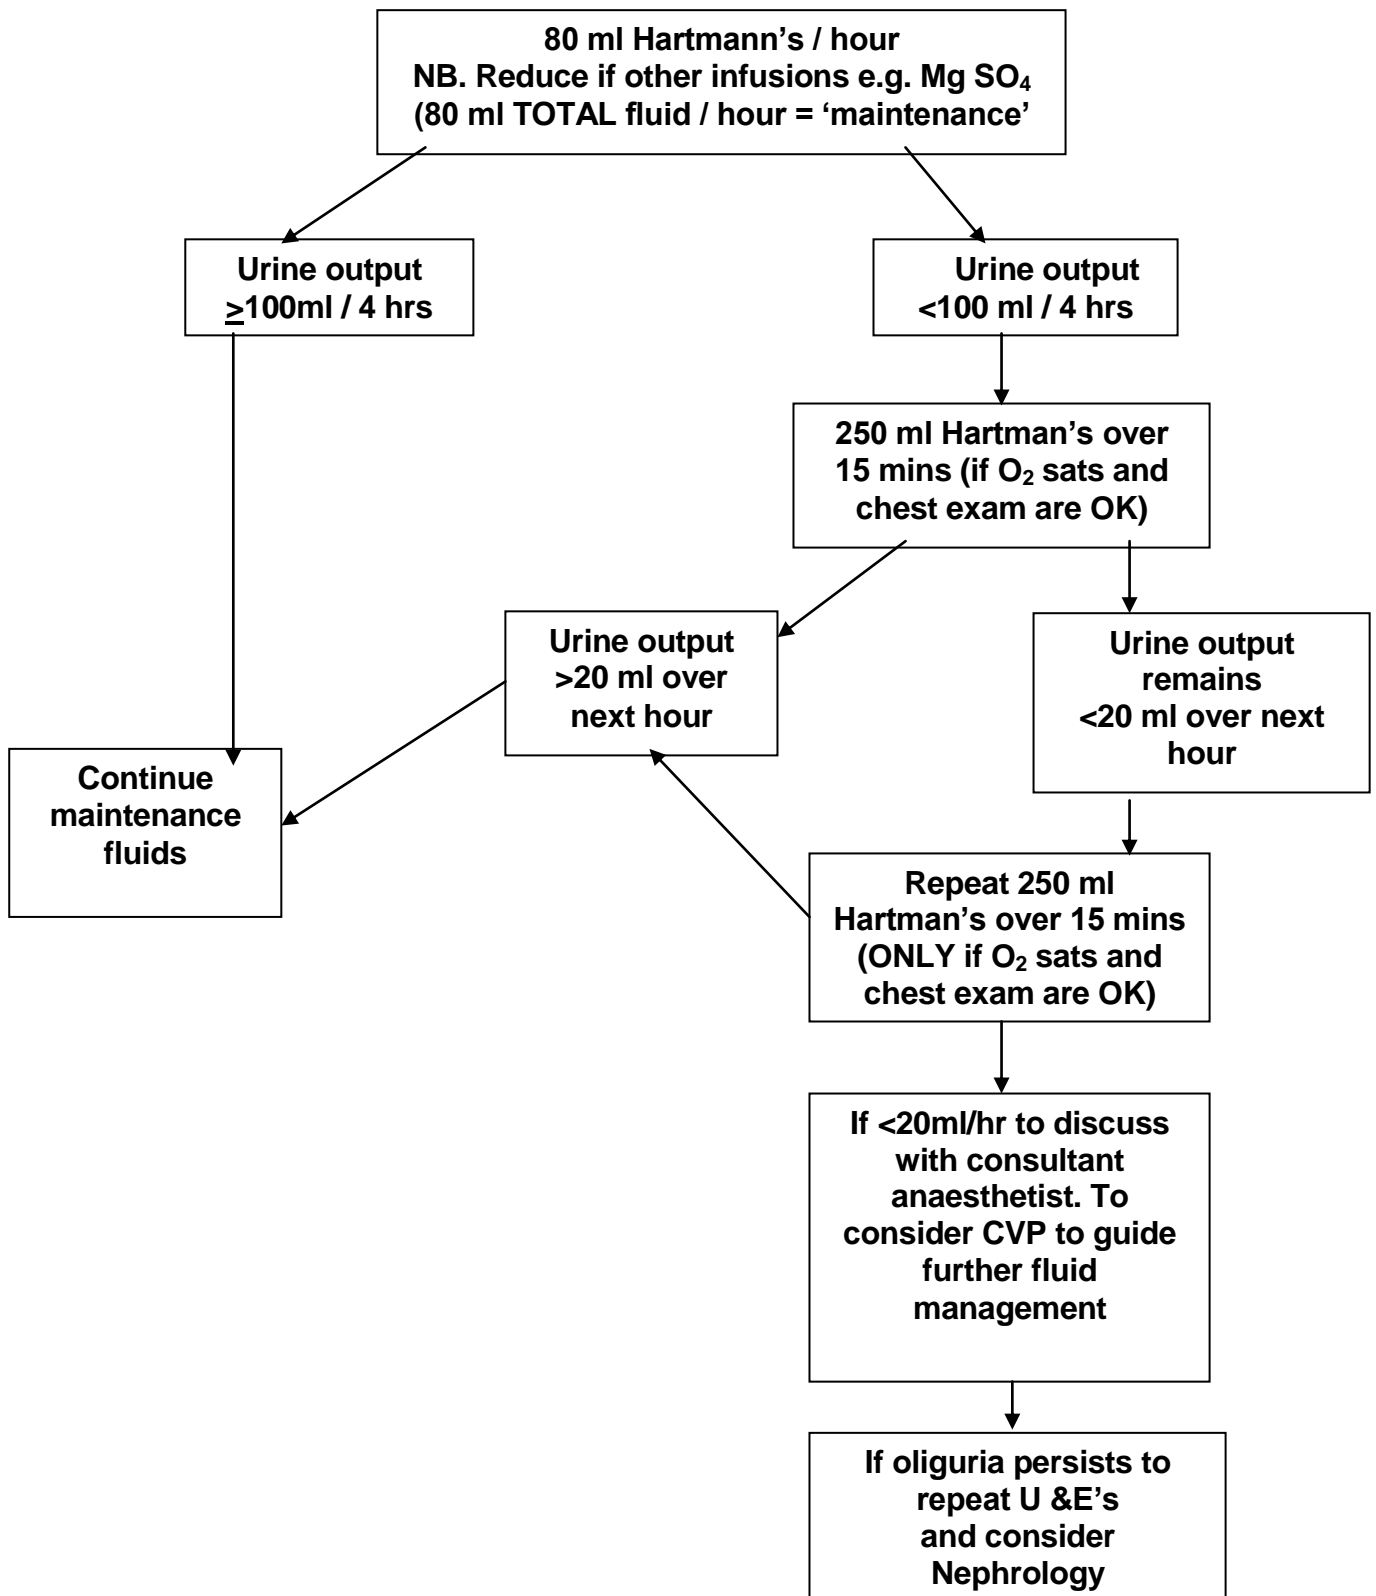 80 ml Hartmann’s / hour
NB. Reduce if other infusions e.g. Mg SO₄
(80 ml TOTAL fluid / hour = ‘maintenance’
Urine output
≥100ml / 4 hrs
Urine output
<100 ml / 4 hrs
250 ml Hartman’s over
15 mins (if O₂ sats and
chest exam are OK)
Urine output
>20 ml over
next hour
Urine output
remains
<20 ml over next
hour
Continue
maintenance
fluids
Repeat 250 ml
Hartman’s over 15 mins
(ONLY if O₂ sats and
chest exam are OK)
If <20ml/hr to discuss
with consultant
anaesthetist. To
consider CVP to guide
further fluid
management
If oliguria persists to
repeat U &E’s
and consider
Nephrology